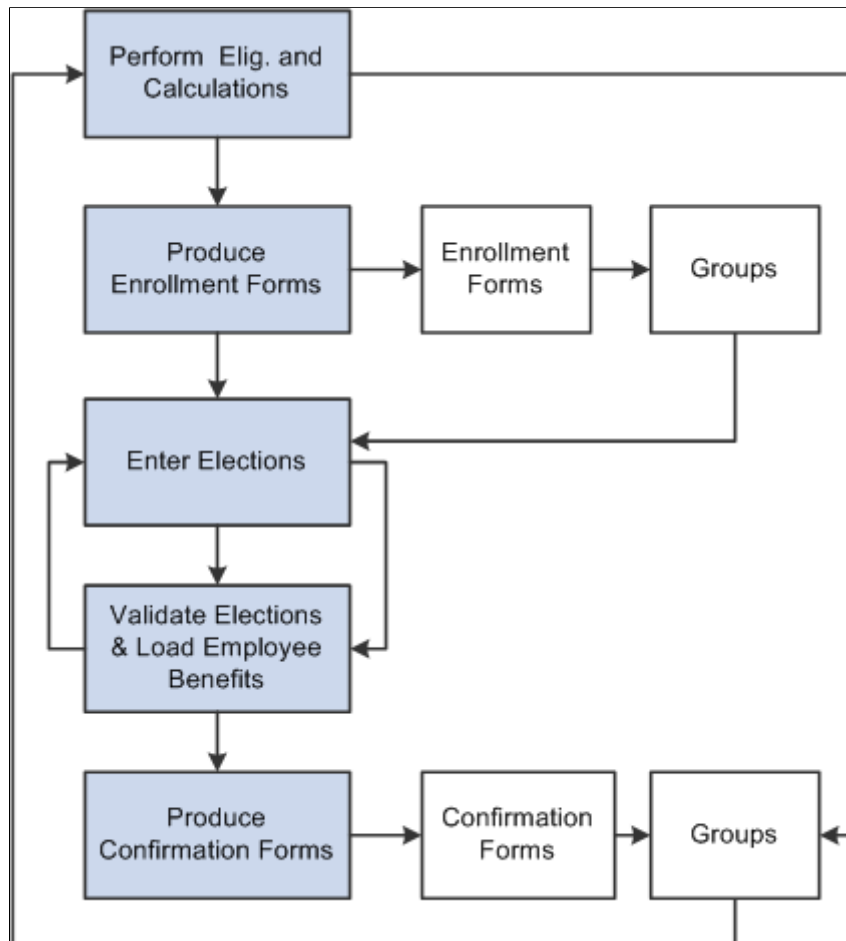 Perform Elig. and
Calculations
Produce
Enrollment Forms
Enrollment
Forms
Groups
Enter Elections
Validate Elections
& Load Employee
Benefits
Produce
Confirmation Forms
Confirmation
Forms
Groups